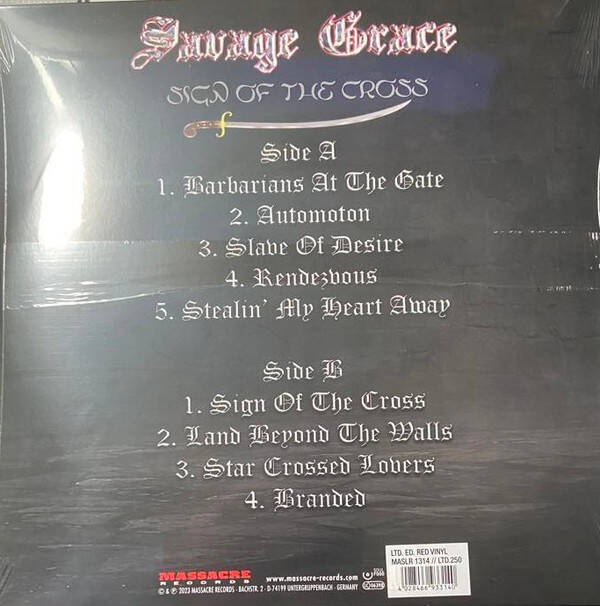 Savage Grace
SIGN OF THE CROSS
Side A
1. Barbarians At The Gate
2. Automoton
3. Slave Of Desire
4. Rendezvous
5. Stealin' My Heart Away
Side B
1. Sign Of The Cross
2. Land Beyond The Walls
3. Star Crossed Lovers
4. Branded
LTD. ED. RED VINYL
MASLR 1314 // LTD.250
4 028466 933140
MASSACRE
RECORDS
www.massacre-records.com
© & ℗ 2023 MASSACRE RECORDS - BACHSTR. 2 - D-74199 UNTERGRUPPENBACH - GERMANY